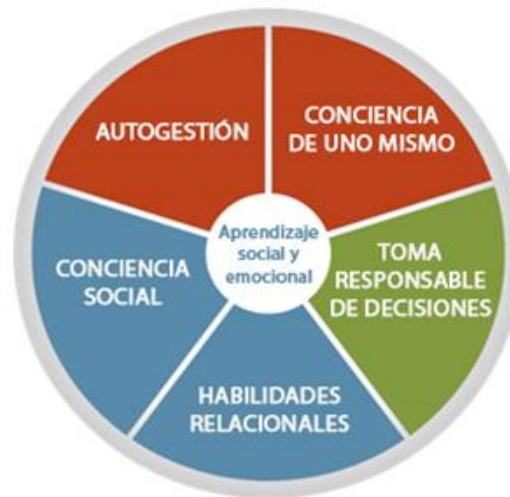 AUTOGESTIÓN
CONCIENCIA
DE UNO MISMO
Aprendizaje
social y
emocional
CONCIENCIA
SOCIAL
TOMA
RESPONSABLE
DE DECISIONES
HABILIDADES
RELACIONALES